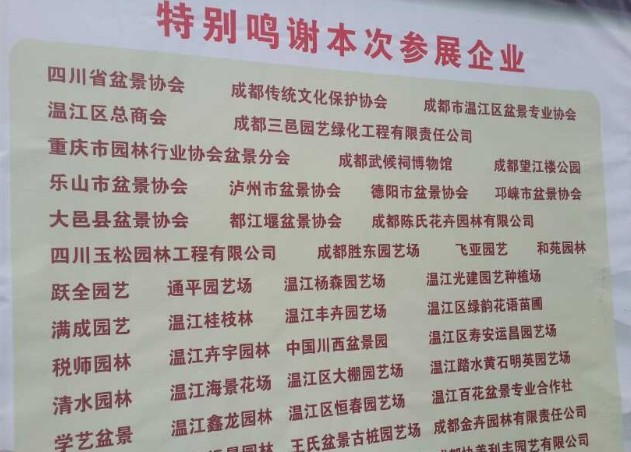 特别鸣谢本次参展企业
四川省盆景协会 成都传统文化保护协会 成都市温江区盆景专业协会
温江区总商会 成都三邑园艺绿化工程有限责任公司
重庆市园林行业协会盆景分会 成都武候祠博物馆 成都望江楼公园
乐山市盆景协会 泸州市盆景协会 德阳市盆景协会 邛崃市盆景协会
大邑县盆景协会 都江堰盆景协会 成都陈氏花卉园林有限公司
四川玉松园林工程有限公司 成都胜东园艺场 飞亚园艺 和苑园林
跃全园艺 通平园艺场 温江杨森园艺场 温江光建园艺种植场
满成园艺 温江桂枝林 温江丰卉园艺场 温江区绿韵花语苗圃
税师园林 温江卉宇园林 中国川西盆景园 温江区寿安运昌园艺场
清水园林 温江海景花场 温江区大棚园艺场 温江踏水黄石明英园艺场
学艺盆景 温江鑫龙园林 温江区恒春园艺场 温江百花盆景专业合作社
园林 王氏盆景古桩园艺场 成都金卉园林有限责任公司
园艺有限公司